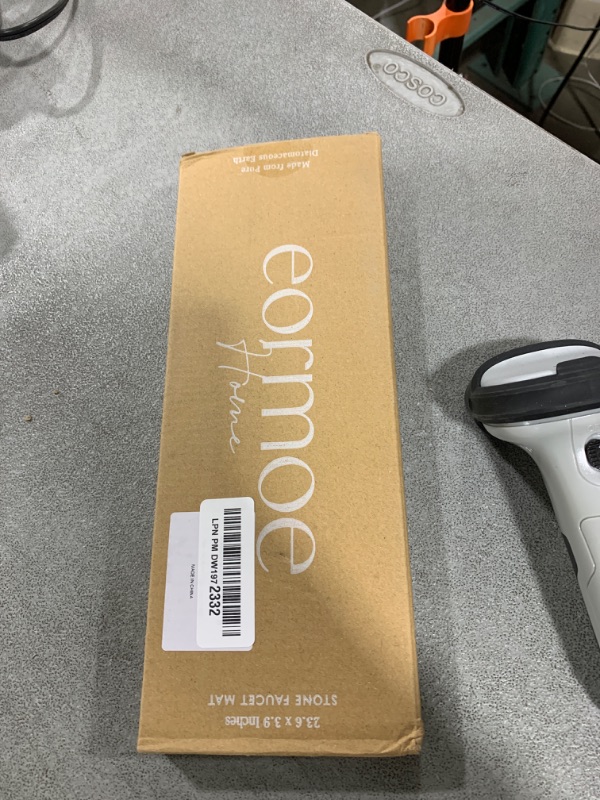 COSCO
Made from Pore
Diatomaceous Earth
eormoe
Home
LPN PM DW1972332
MADE IN CHINA
STONE FAUCET MAT
23.6 x 3.9 Inches